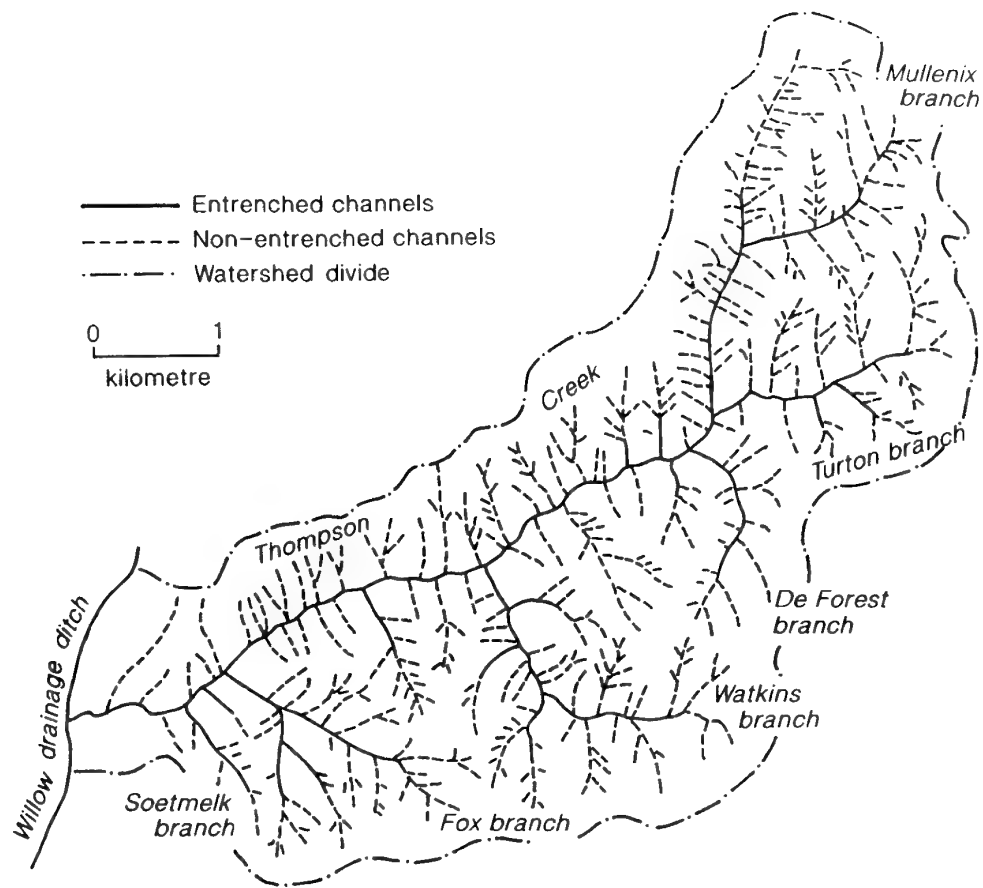 Mullenix
branch
Entrenched channels
Non-entrenched channels
Watershed divide
0 1
kilometre
Creek
Turton branch
Thompson
De Forest
branch
Willow drainage ditch
Watkins
branch
Soetmelk
branch
Fox branch